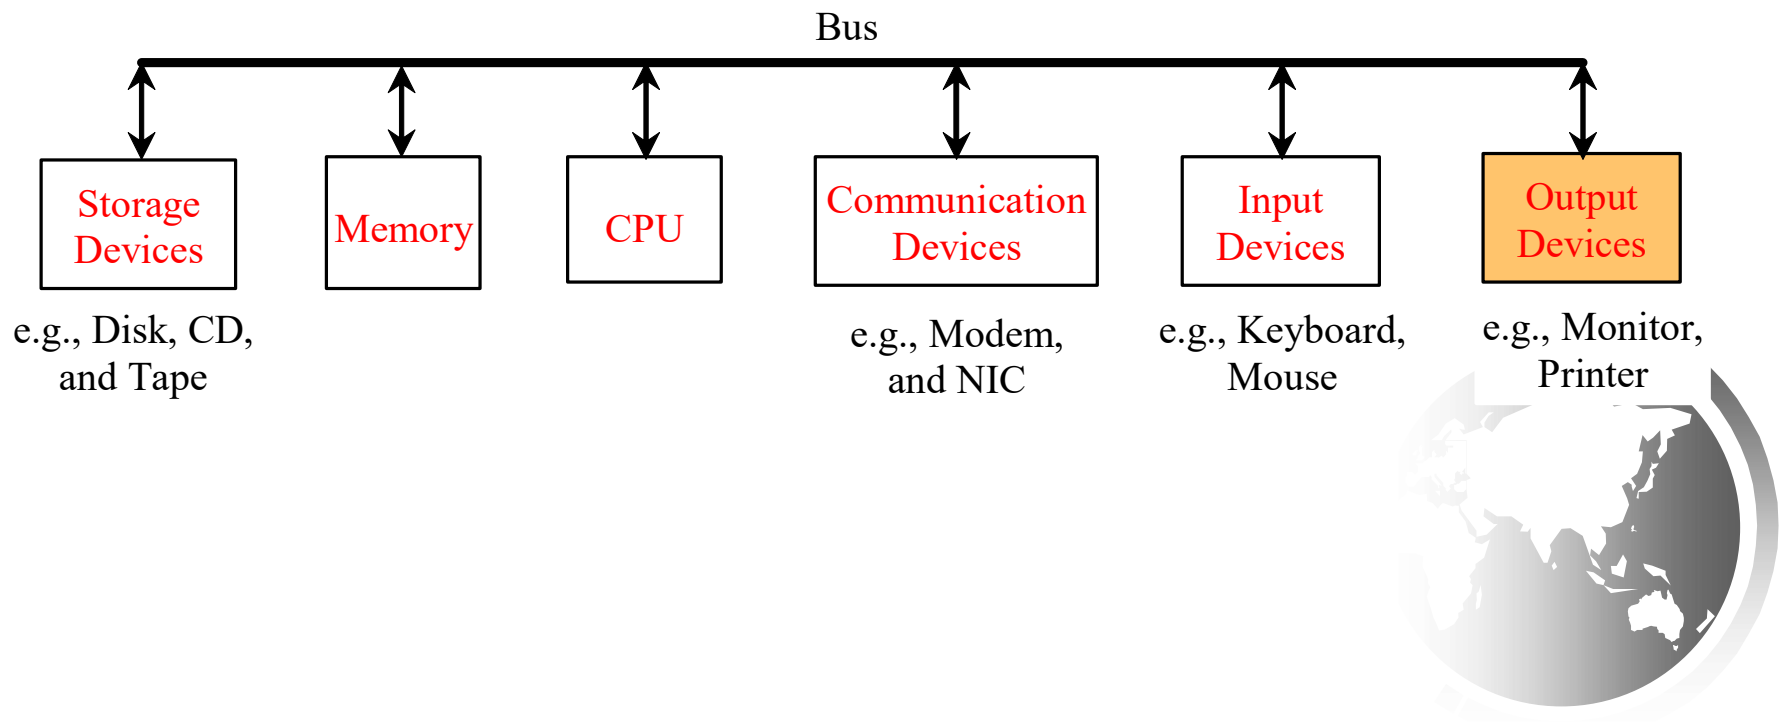 Bus
Storage
Devices
Memory
CPU
Communication
Devices
Input
Devices
Output
Devices
e.g., Disk, CD,
and Tape
e.g., Modem,
and NIC
e.g., Keyboard,
Mouse
e.g., Monitor,
Printer